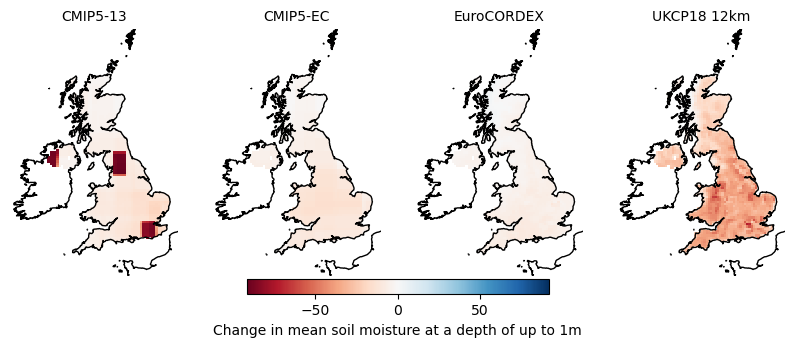 CMIP5-13 CMIP5-EC EuroCORDEX UKCP18 12km
−50 0 50
Change in mean soil moisture at a depth of up to 1m